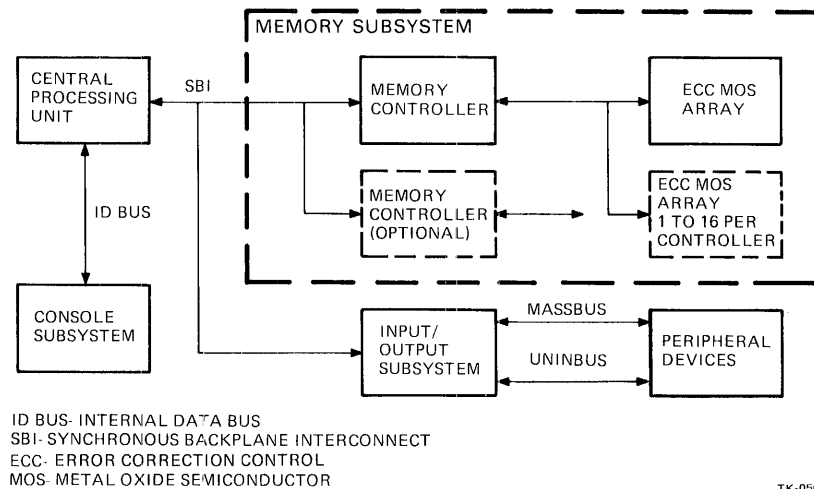 MEMORY SUBSYSTEM
CENTRAL
PROCESSING
UNIT
SBI
MEMORY
CONTROLLER
ECC MOS
ARRAY
ID BUS
MEMORY
CONTROLLER
(OPTIONAL)
ECC MOS
ARRAY
1 TO 16 PER
CONTROLLER
CONSOLE
SUBSYSTEM
INPUT/
OUTPUT
SUBSYSTEM
MASSBUS
UNINBUS
PERIPHERAL
DEVICES
ID BUS- INTERNAL DATA BUS
SBI- SYNCHRONOUS BACKPLANE INTERCONNECT
ECC- ERROR CORRECTION CONTROL
MOS- METAL OXIDE SEMICONDUCTOR